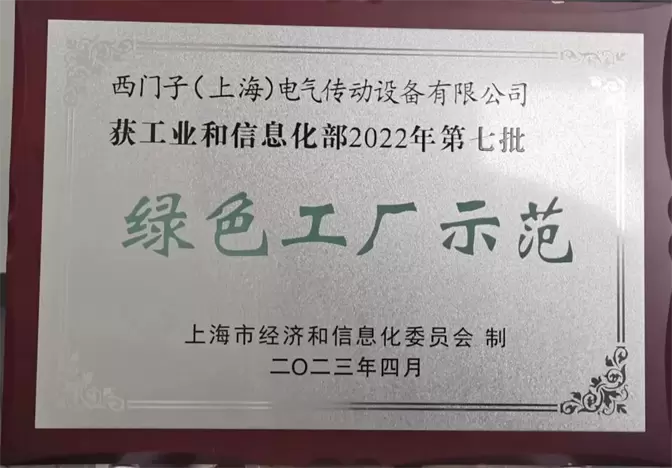 西门子(上海)电气传动设备有限公司
获工业和信息化部2022年第七批
绿色工厂示范
上海市经济和信息化委员会 制
二〇二三年四月